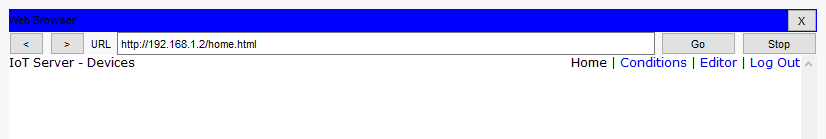 Web Browser X
< > URL http://192.168.1.2/home.html Go Stop
IoT Server - Devices Home | Conditions | Editor | Log Out